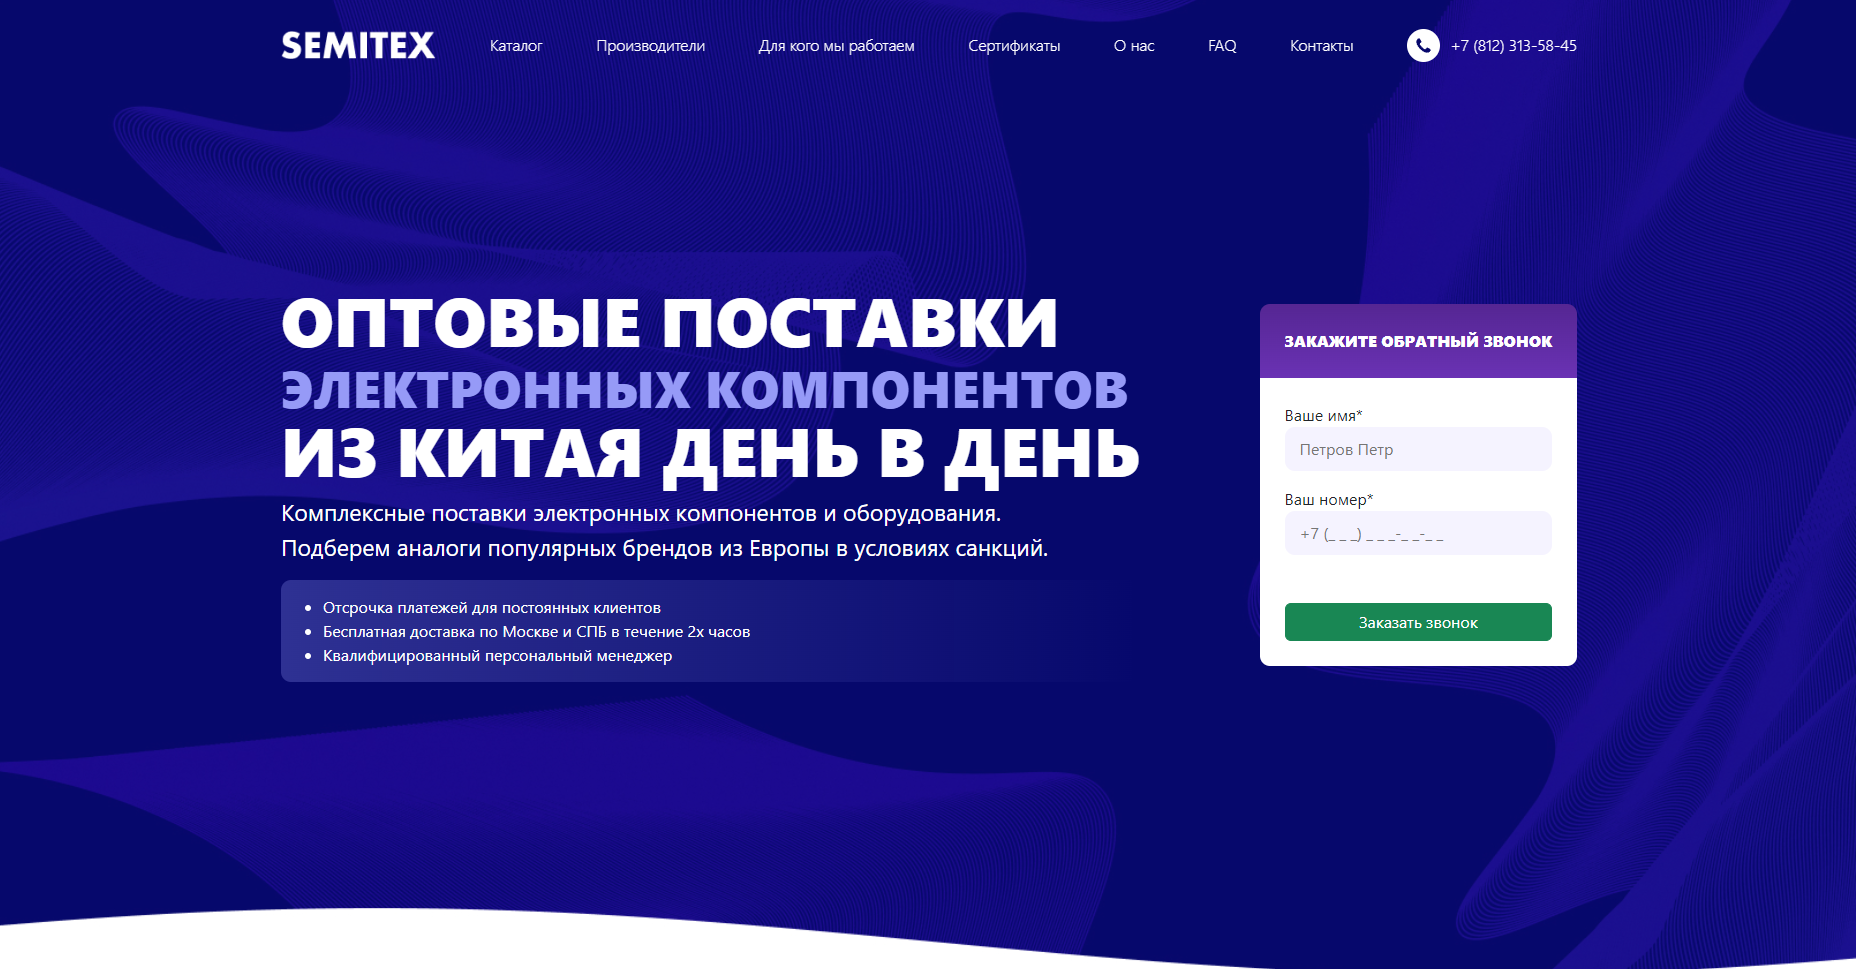 SEMITEX
Каталог
Производители
Для кого мы работаем
Сертификаты
О нас
FAQ
Контакты
+7 (812) 313-58-45
ОПТОВЫЕ ПОСТАВКИ
ЭЛЕКТРОННЫХ КОМПОНЕНТОВ
ИЗ КИТАЯ ДЕНЬ В ДЕНЬ
Комплексные поставки электронных компонентов и оборудования.
Подберем аналоги популярных брендов из Европы в условиях санкций.
• Отсрочка платежей для постоянных клиентов
• Бесплатная доставка по Москве и СПБ в течение 2х часов
• Квалифицированный персональный менеджер
ЗАКАЖИТЕ ОБРАТНЫЙ ЗВОНОК
Ваше имя*
Петров Петр
Ваш номер*
+7 (_ _ _) _ _ _-_ _-_ _
Заказать звонок